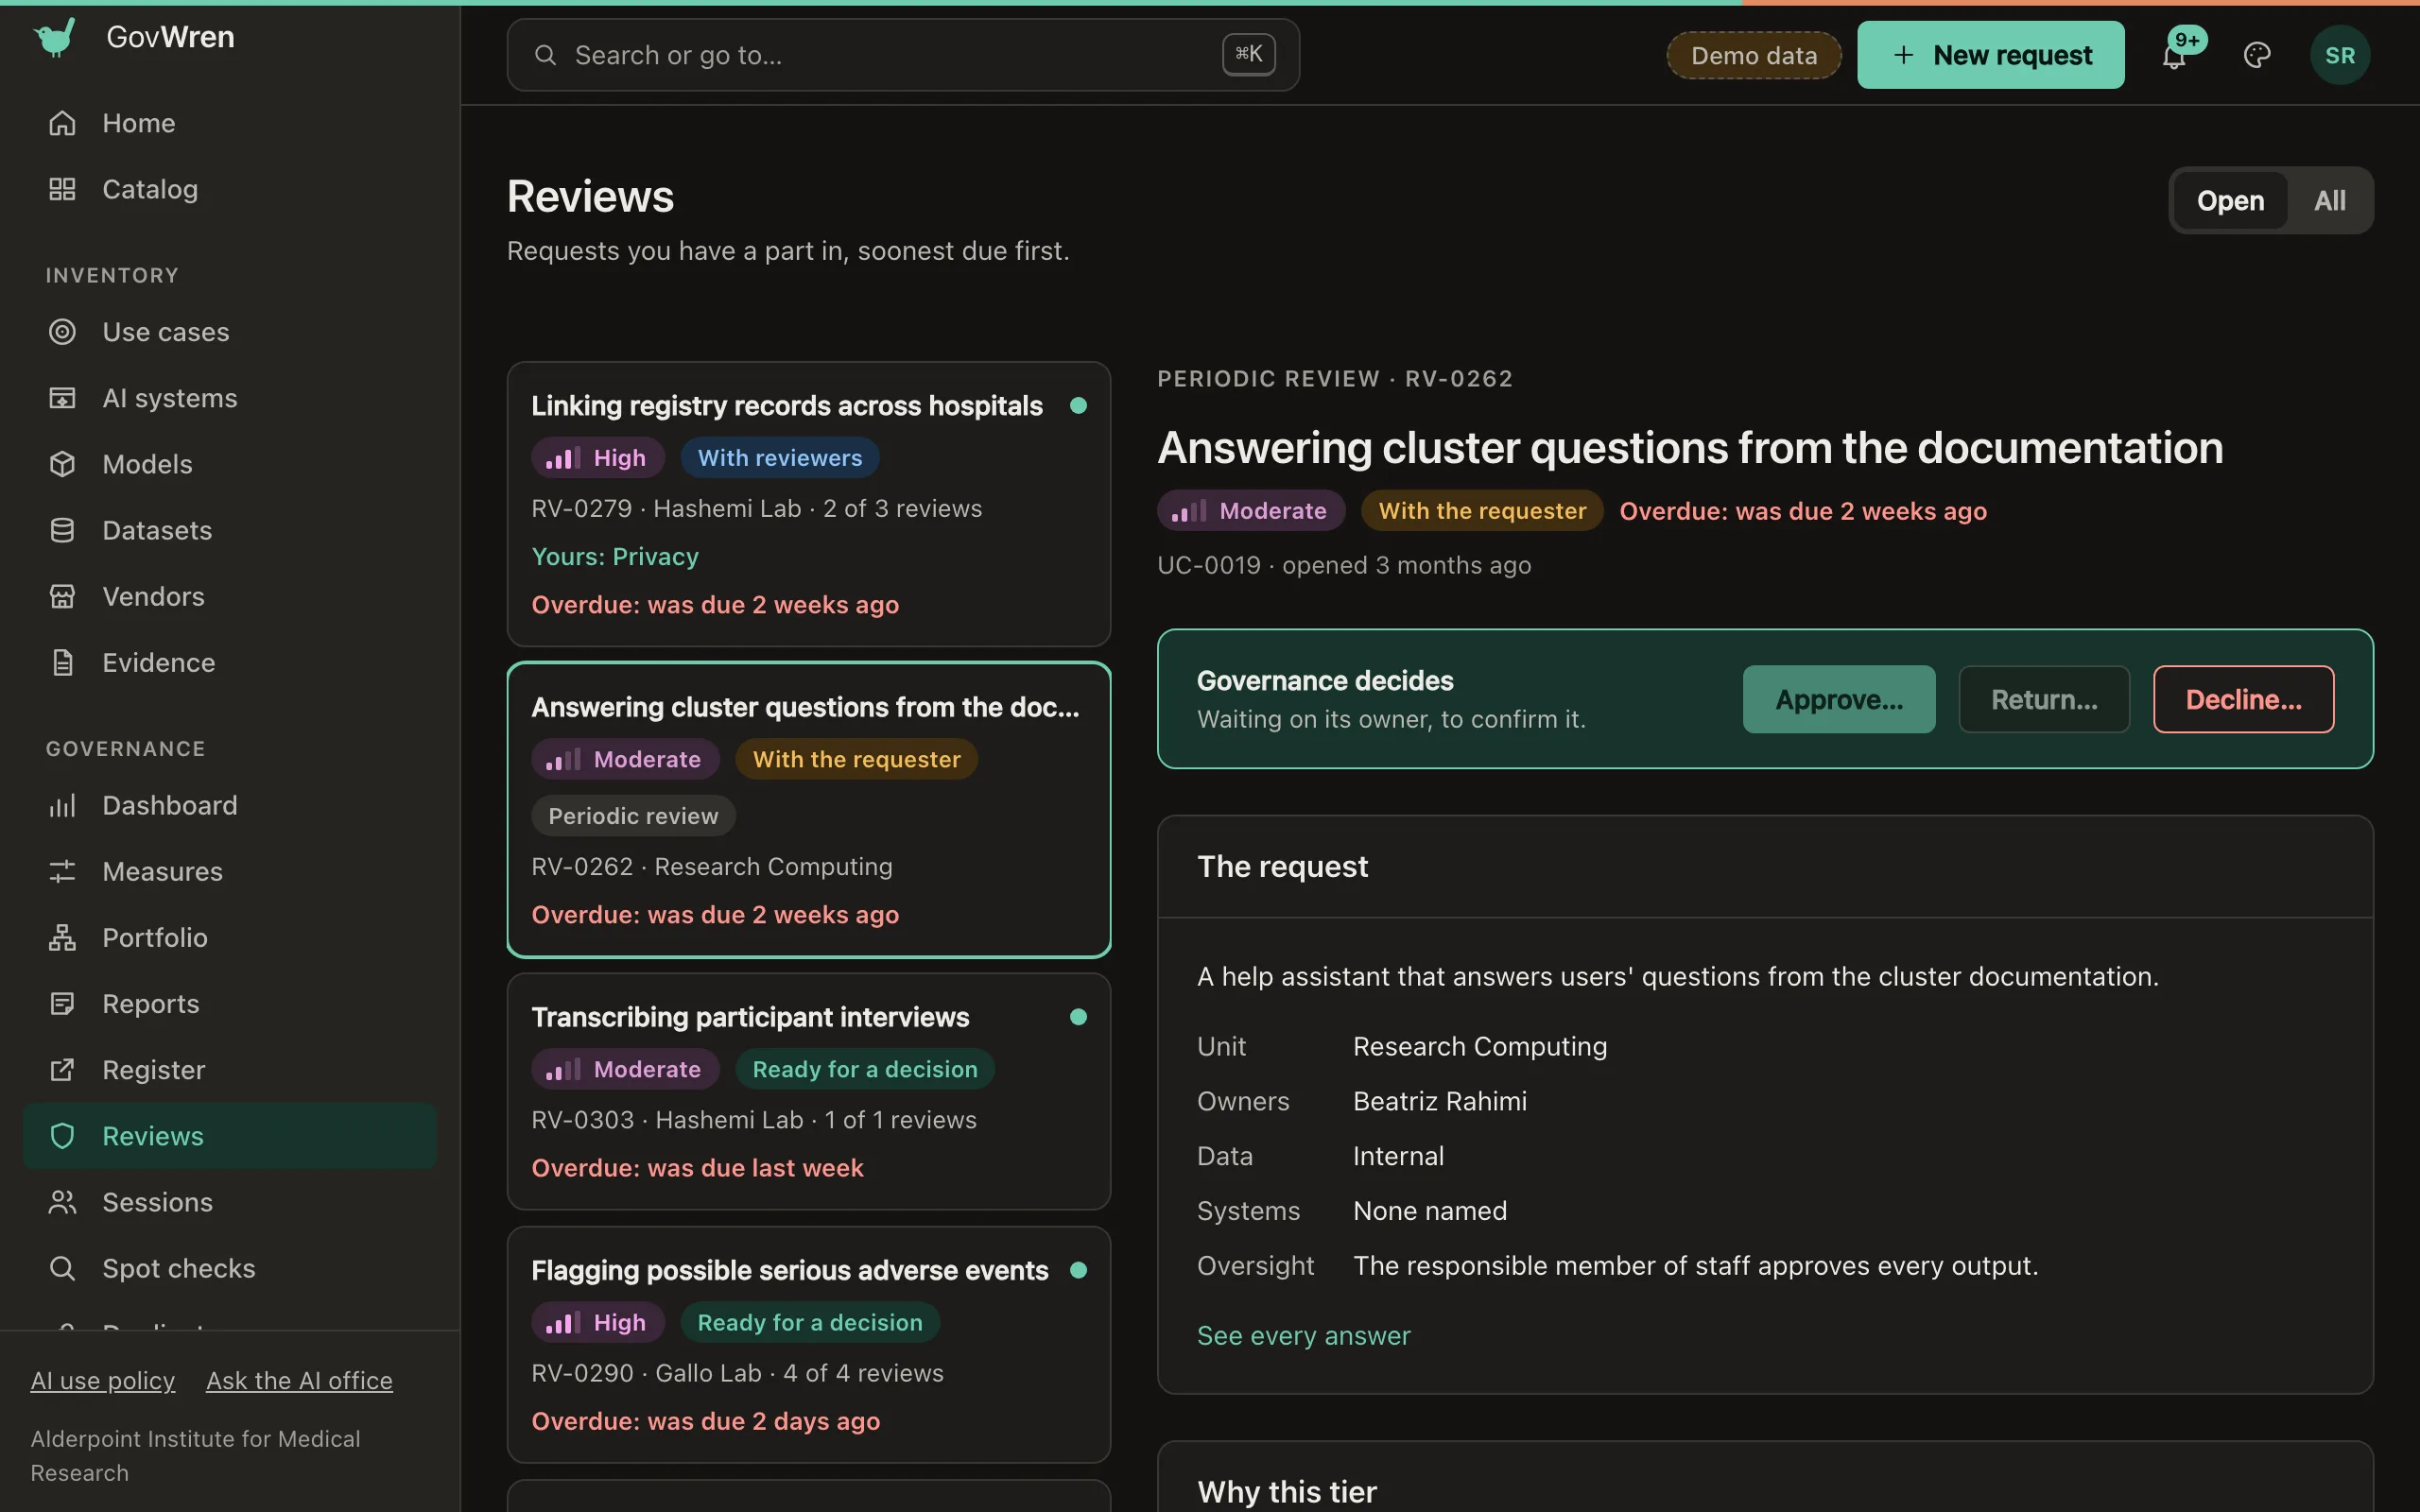 GovWren
Search or go to...
⌘K
Demo data
+ New request
9+
SR
Home
Catalog
INVENTORY
Use cases
AI systems
Models
Datasets
Vendors
Evidence
GOVERNANCE
Dashboard
Measures
Portfolio
Reports
Register
Reviews
Sessions
Spot checks
AI use policy
Ask the AI office
Alderpoint Institute for Medical
Research
Reviews
Requests you have a part in, soonest due first.
Open
All
Linking registry records across hospitals
High
With reviewers
RV-0279 · Hashemi Lab · 2 of 3 reviews
Yours: Privacy
Overdue: was due 2 weeks ago
Answering cluster questions from the doc...
Moderate
With the requester
Periodic review
RV-0262 · Research Computing
Overdue: was due 2 weeks ago
Transcribing participant interviews
Moderate
Ready for a decision
RV-0303 · Hashemi Lab · 1 of 1 reviews
Overdue: was due last week
Flagging possible serious adverse events
High
Ready for a decision
RV-0290 · Gallo Lab · 4 of 4 reviews
Overdue: was due 2 days ago
PERIODIC REVIEW · RV-0262
Answering cluster questions from the documentation
Moderate
With the requester
Overdue: was due 2 weeks ago
UC-0019 · opened 3 months ago
Governance decides
Waiting on its owner, to confirm it.
Approve...
Return...
Decline...
The request
A help assistant that answers users' questions from the cluster documentation.
Unit Research Computing
Owners Beatriz Rahimi
Data Internal
Systems None named
Oversight The responsible member of staff approves every output.
See every answer
Why this tier